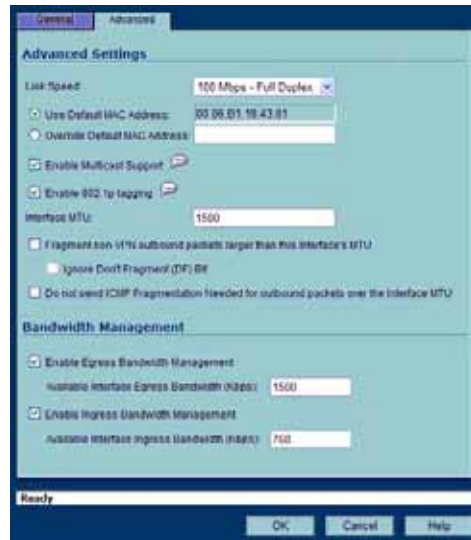 General Advanced
Advanced Settings
Link Speed: 100 Mbps - Full Duplex
Use Default MAC Address: 00:06:B1:18:43:01
Override Default MAC Address:
Enable Multicast Support
Enable 802.1p tagging
Interface MTU: 1500
Fragment non-VPN outbound packets larger than this Interface's MTU
Ignore Don't Fragment (DF) Bit
Do not send ICMP Fragmentation Needed for outbound packets over the Interface MTU
Bandwidth Management
Enable Egress Bandwidth Management
Available Interface Egress Bandwidth (Kbps): 1500
Enable Ingress Bandwidth Management
Available Interface Ingress Bandwidth (Kbps): 768
Ready
OK Cancel Help